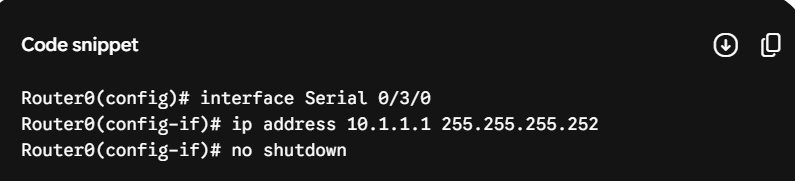 Code snippet
Router0(config)# interface Serial 0/3/0
Router0(config-if)# ip address 10.1.1.1 255.255.255.252
Router0(config-if)# no shutdown